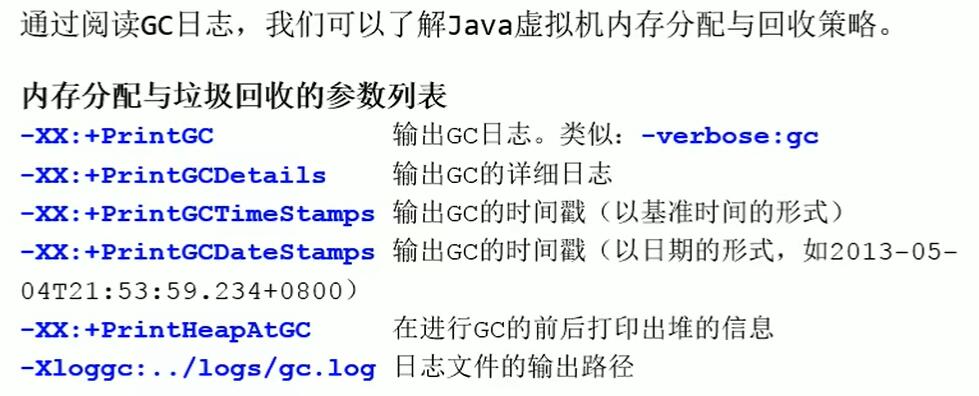 通过阅读GC日志，我们可以了解Java虚拟机内存分配与回收策略。
内存分配与垃圾回收的参数列表
-XX:+PrintGC 输出GC日志。类似：-verbose:gc
-XX:+PrintGCDetails 输出GC的详细日志
-XX:+PrintGCTimeStamps 输出GC的时间戳（以基准时间的形式）
-XX:+PrintGCDateStamps 输出GC的时间戳（以日期的形式，如2013-05-
04T21:53:59.234+0800）
-XX:+PrintHeapAtGC 在进行GC的前后打印出堆的信息
-Xloggc:../logs/gc.log 日志文件的输出路径